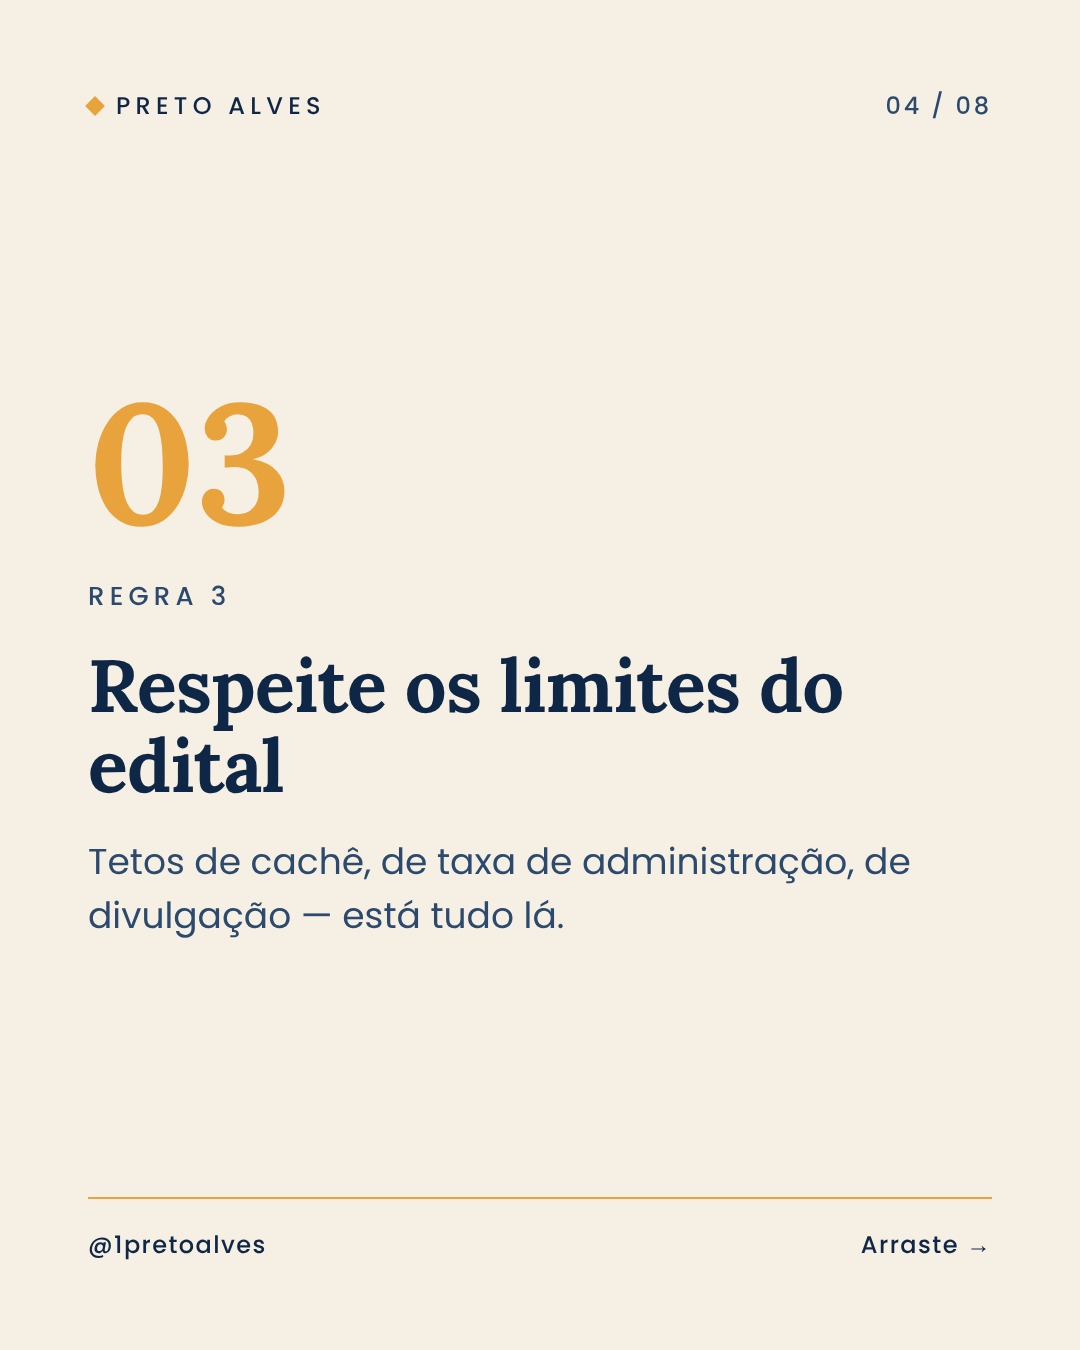 PRETO ALVES
04 / 08
03
REGRA 3
Respeite os limites do
edital
Tetos de cachê, de taxa de administração, de
divulgação — está tudo lá.
@1pretoalves
Arraste →